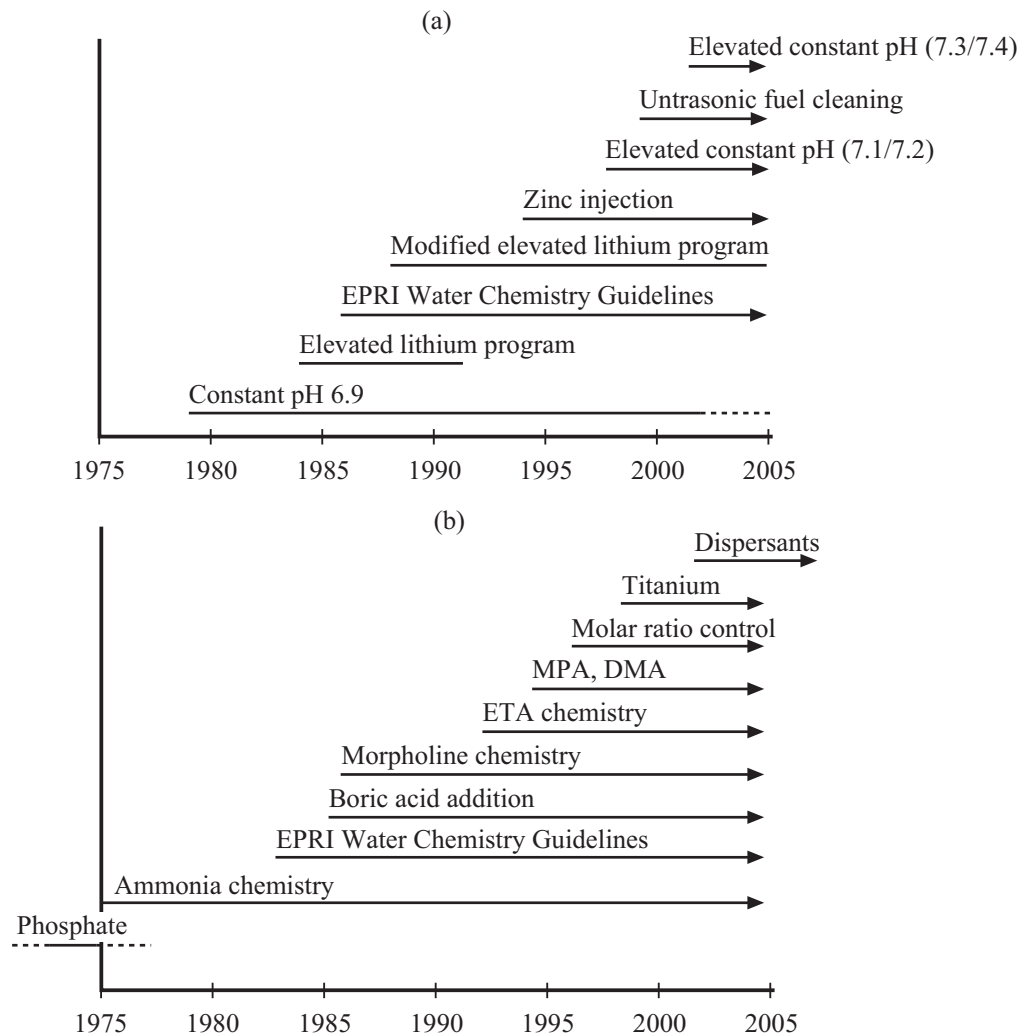 (a)
Elevated constant pH (7.3/7.4)
Untrasonic fuel cleaning
Elevated constant pH (7.1/7.2)
Zinc injection
Modified elevated lithium program
EPRI Water Chemistry Guidelines
Elevated lithium program
Constant pH 6.9
1975 1980 1985 1990 1995 2000 2005
(b)
Dispersants
Titanium
Molar ratio control
MPA, DMA
ETA chemistry
Morpholine chemistry
Boric acid addition
EPRI Water Chemistry Guidelines
Ammonia chemistry
Phosphate
1975 1980 1985 1990 1995 2000 2005